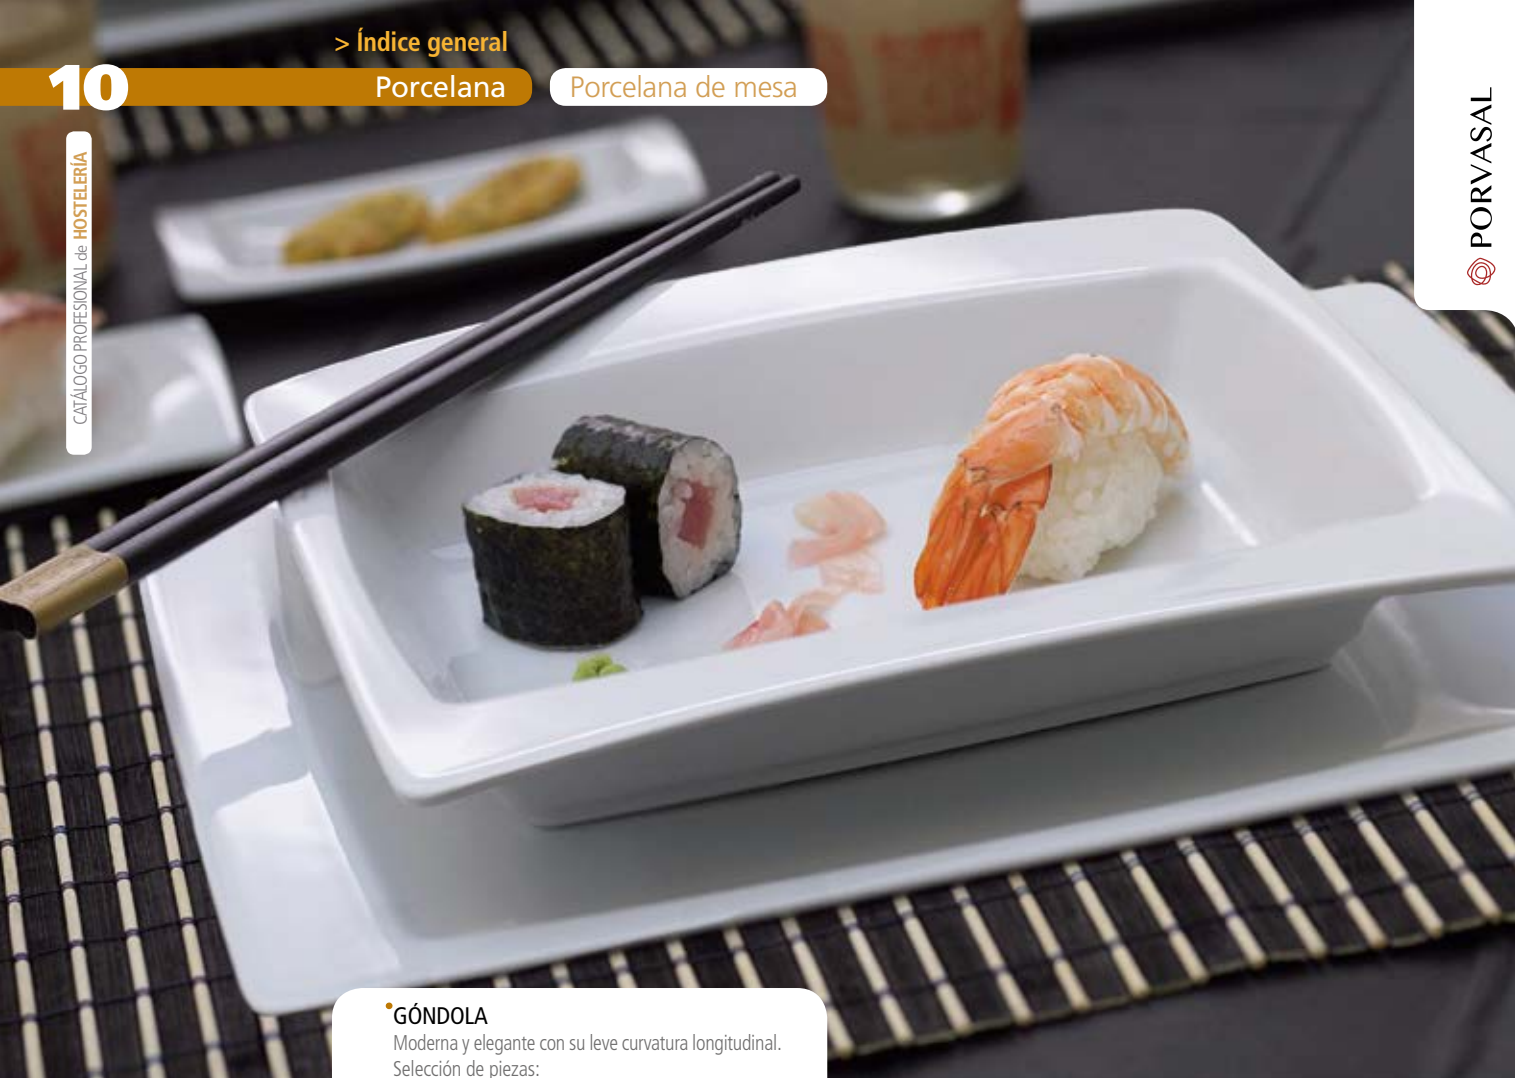 > Índice general
10
Porcelana
Porcelana de mesa
CATÁLOGO PROFESIONAL de HOSTELERÍA
PORVASAL
GÓNDOLA
Moderna y elegante con su leve curvatura longitudinal.
Selección de piezas: